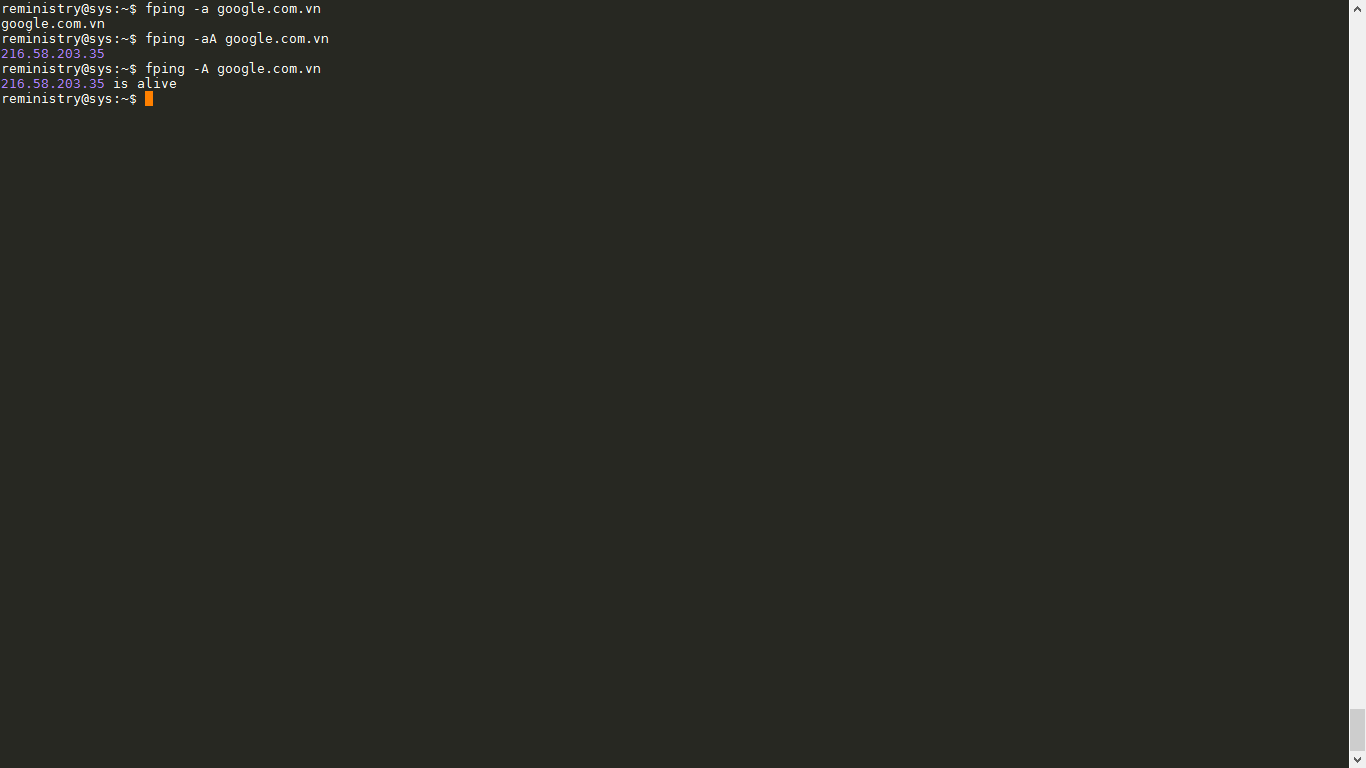 reministry@sys:~$ fping -a google.com.vn
google.com.vn
reministry@sys:~$ fping -aA google.com.vn
216.58.203.35
reministry@sys:~$ fping -A google.com.vn
216.58.203.35 is alive
reministry@sys:~$